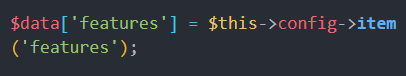 $data['features'] = $this->config->item
('features');